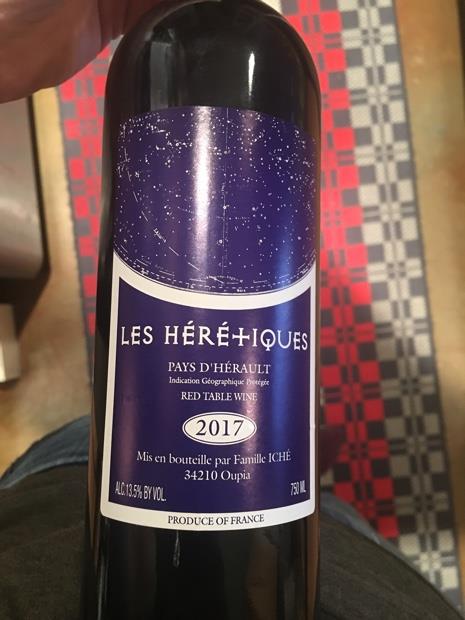 LES HÉRÉTIQUES
PAYS D'HÉRAULT
Indication Géographique Protégée
RED TABLE WINE
2017
Mis en bouteille par Famille ICHÉ
34210 Oupia
ALC.13.5% BY VOL.
750 ML
PRODUCE OF FRANCE